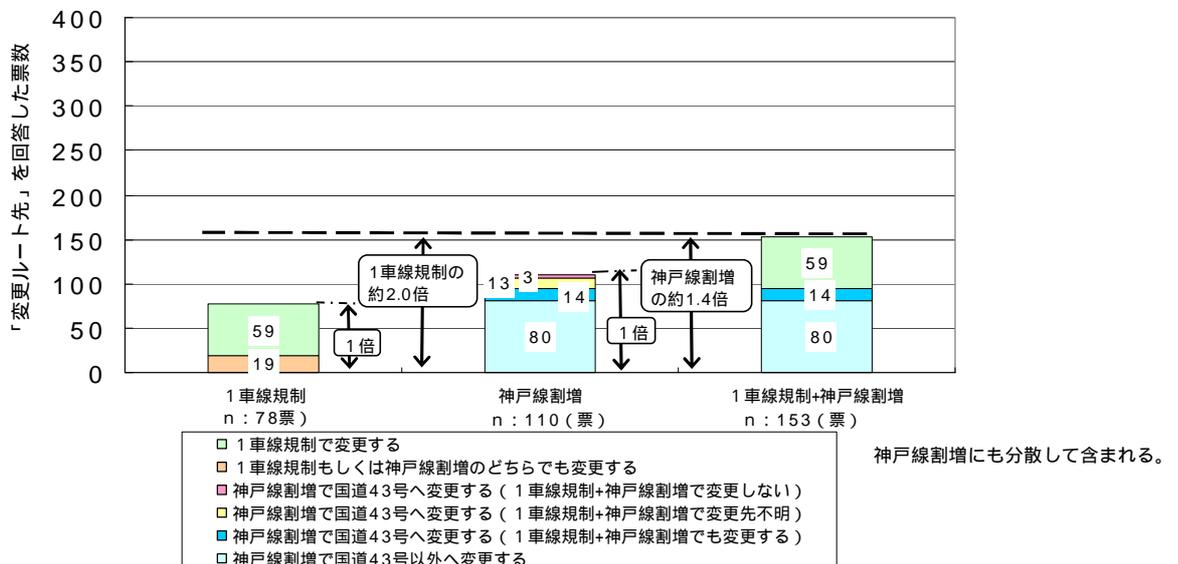 「変更ルート先」を回答した票数
400
350
300
250
200
150
100
50
0
59
19
1倍
1車線規制の
約2.0倍
13
3
14
80
1倍
神戸線割増
の約1.4倍
59
14
80
1車線規制
n:78票)
神戸線割増
n:110(票)
1車線規制+神戸線割増
n:153(票)
1車線規制で変更する
1車線規制もしくは神戸線割増のどちらでも変更する
神戸線割増で国道43号へ変更する(1車線規制+神戸線割増で変更しない)
神戸線割増で国道43号へ変更する(1車線規制+神戸線割増で変更先不明)
神戸線割増で国道43号へ変更する(1車線規制+神戸線割増でも変更する)
神戸線割増で国道43号以外へ変更する
神戸線割増にも分散して含まれる。